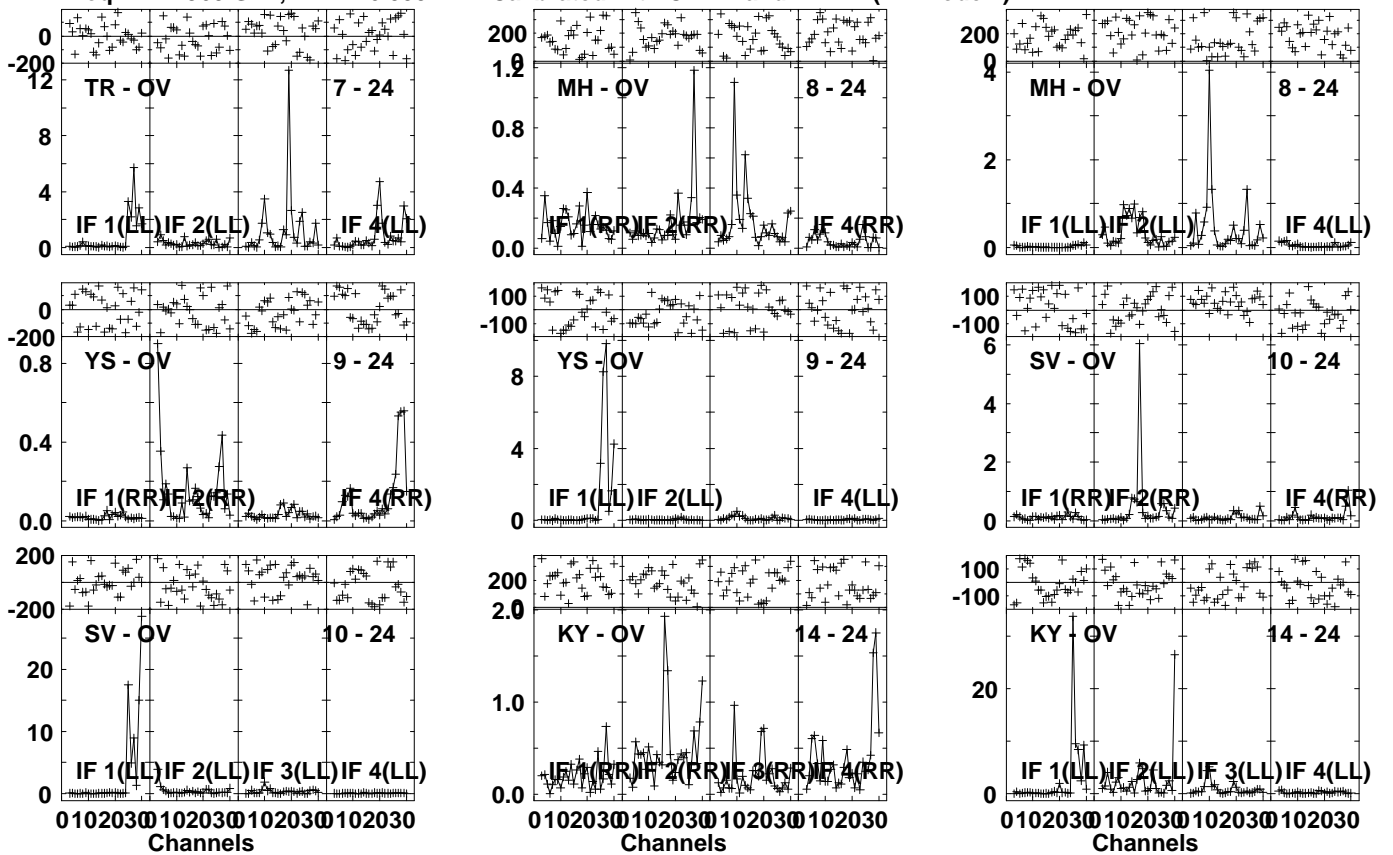 0
-200
12
8
4
0
TR - OV 7 - 24
IF 1(LL) IF 2(LL) IF 4(LL)
200
0
1.2
0.8
0.4
0.0
MH - OV 8 - 24
IF 1(RR) IF 2(RR) IF 4(RR)
200
0
4
2
0
MH - OV 8 - 24
IF 1(LL) IF 2(LL) IF 4(LL)
0
-200
0.8
0.4
0.0
YS - OV 9 - 24
IF 1(RR) IF 2(RR) IF 4(RR)
100
-100
8
4
0
YS - OV 9 - 24
IF 1(LL) IF 2(LL) IF 4(LL)
100
-100
6
4
2
0
SV - OV 10 - 24
IF 1(RR) IF 2(RR) IF 4(RR)
200
-200
20
10
0
SV - OV 10 - 24
IF 1(LL) IF 2(LL) IF 3(LL) IF 4(LL)
0102030 0102030
Channels
200
0
2.0
1.0
0.0
KY - OV 14 - 24
IF 1(RR) IF 2(RR) IF 3(RR) IF 4(RR)
0102030 0102030
Channels
100
-100
20
0
KY - OV 14 - 24
IF 1(LL) IF 2(LL) IF 3(LL) IF 4(LL)
0102030 0102030
Channels